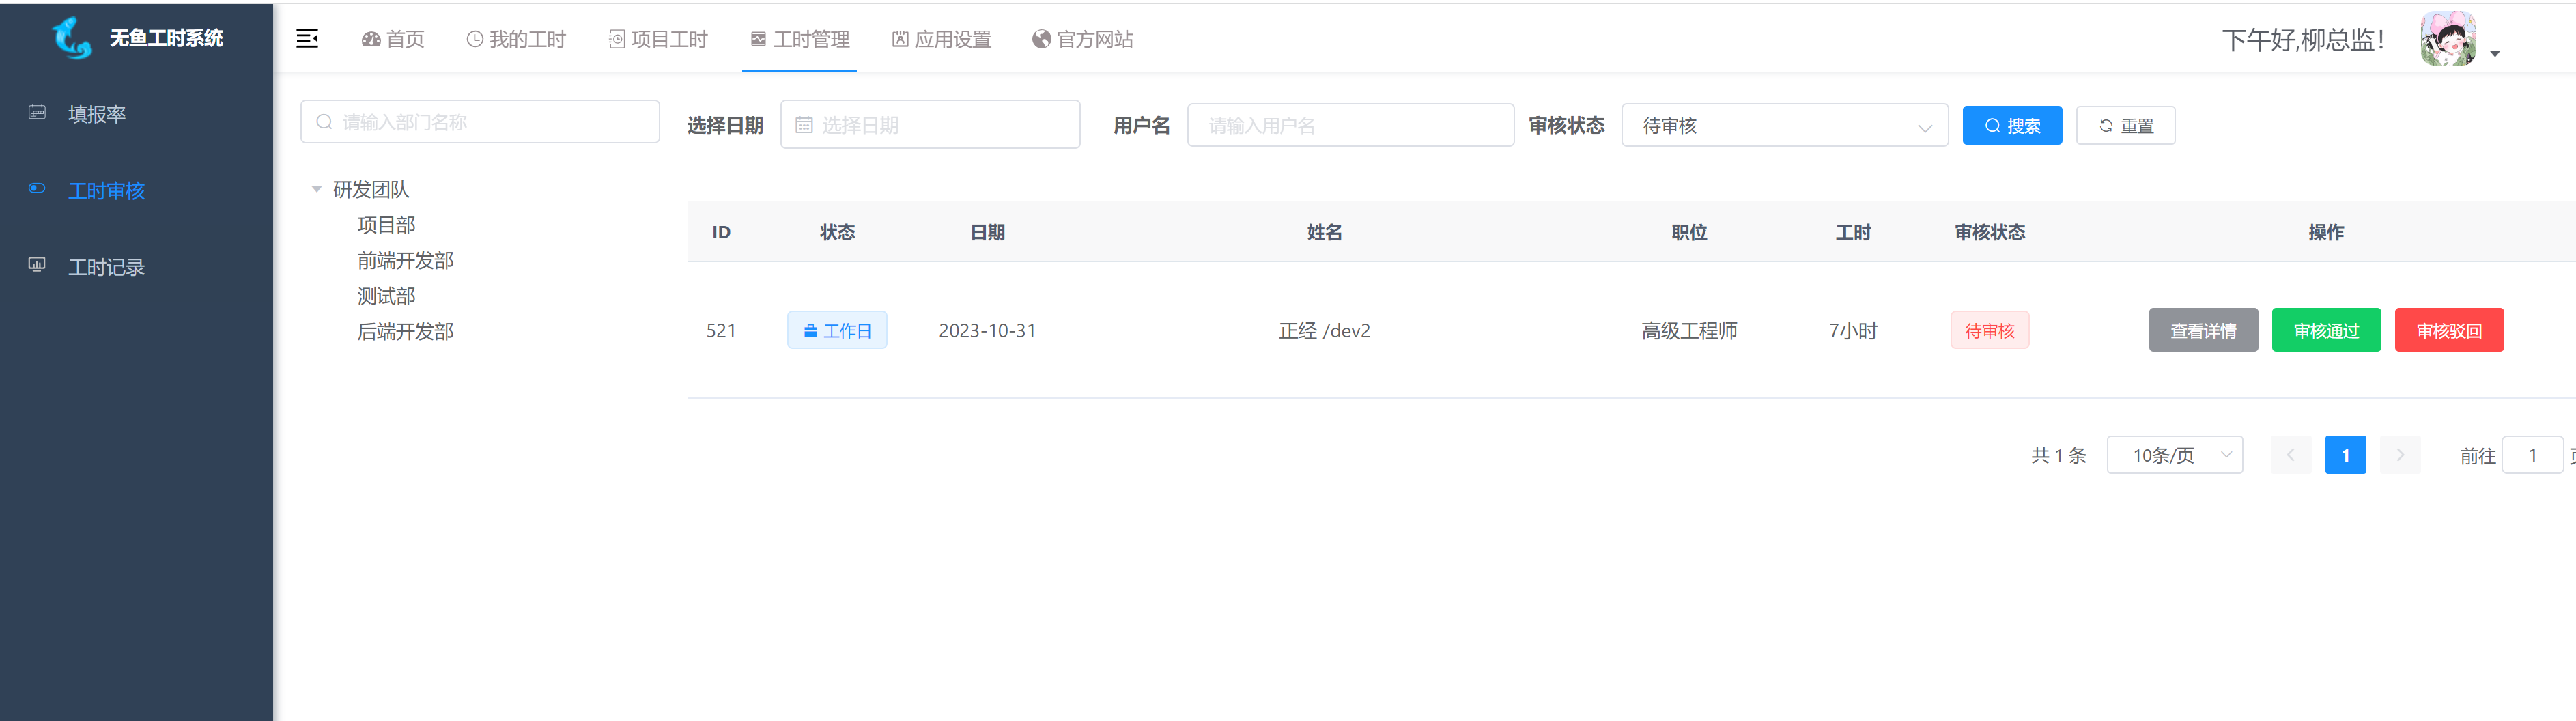 无鱼工时系统
首页 我的工时 项目工时 工时管理 应用设置 官方网站
下午好,柳总监!
填报率
工时审核
工时记录
请输入部门名称
研发团队
项目部
前端开发部
测试部
后端开发部
选择日期 选择日期 用户名 请输入用户名 审核状态 待审核 搜索 重置
ID 状态 日期 姓名 职位 工时 审核状态 操作
521 工作日 2023-10-31 正经 /dev2 高级工程师 7小时 待审核 查看详情 审核通过 审核驳回
共 1 条 10条/页 1 前往 1